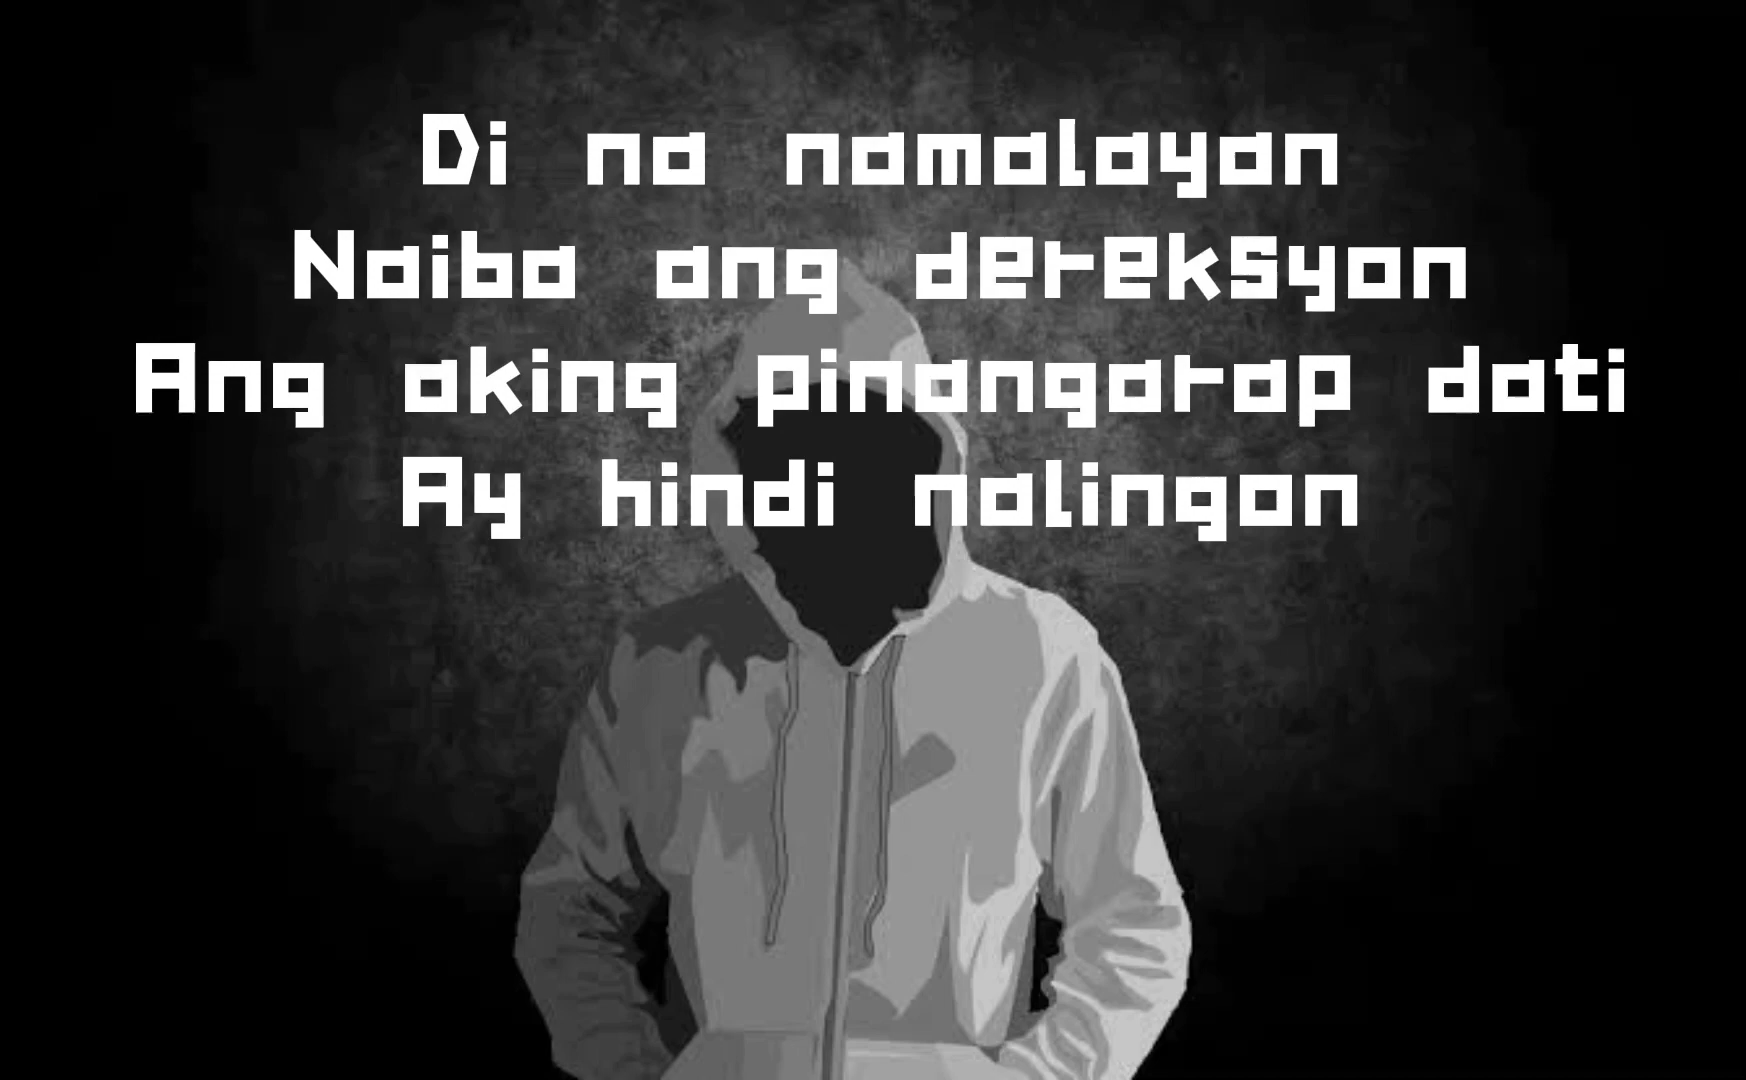 Di na namalayan
Naiba ang dereksyon
Ang aking pinangarap dati
Ay hindi nalingon